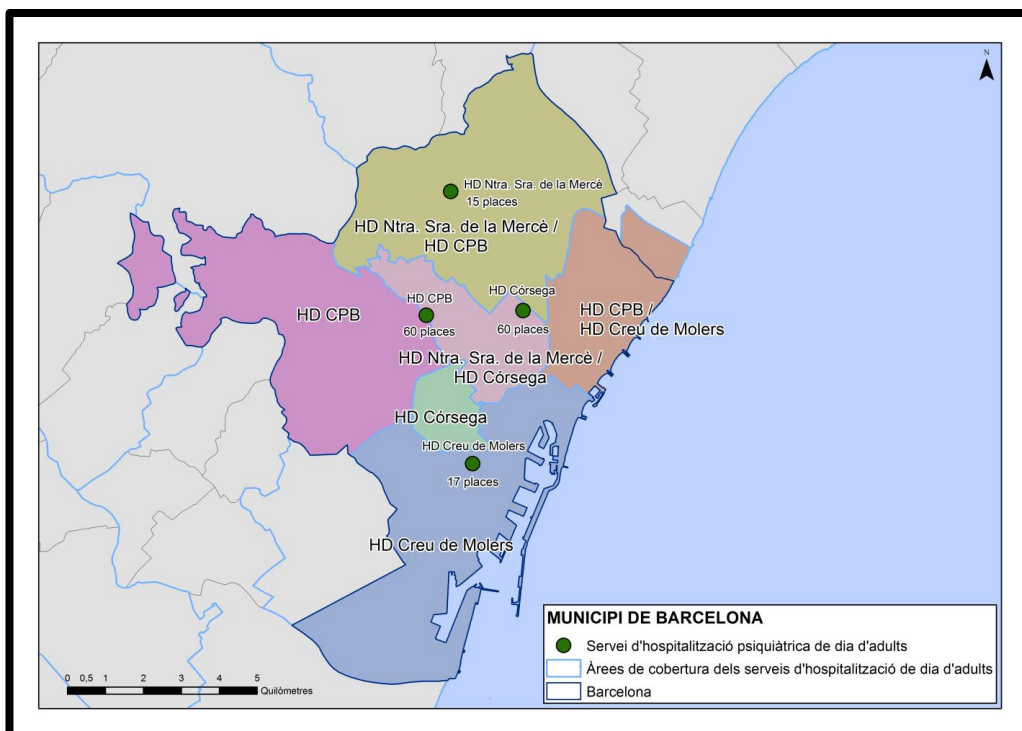 N
HD Ntra. Sra. de la Mercè
15 places
HD Ntra. Sra. de la Mercè /
HD CPB
HD CPB
HD CPB
60 places
HD Córsega
60 places
HD CPB /
HD Creu de Molers
HD Ntra. Sra. de la Mercè /
HD Córsega
HD Córsega
HD Creu de Molers
17 places
HD Creu de Molers
MUNICIPI DE BARCELONA
Servei d'hospitalització psiquiàtrica de dia d'adults
Àrees de cobertura dels serveis d'hospitalització de dia d'adults
Barcelona
0 0,5 1 2 3 4 5
Quilòmetres